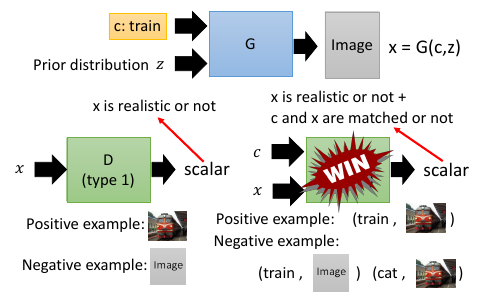 c: train
G
Image
x = G(c,z)
Prior distribution z
x is realistic or not
x is realistic or not +
c and x are matched or not
x
D
(type 1)
scalar
c
x
WIN
scalar
Positive example:
Negative example: Image
Positive example: (train , )
Negative example:
(train , Image ) (cat , )